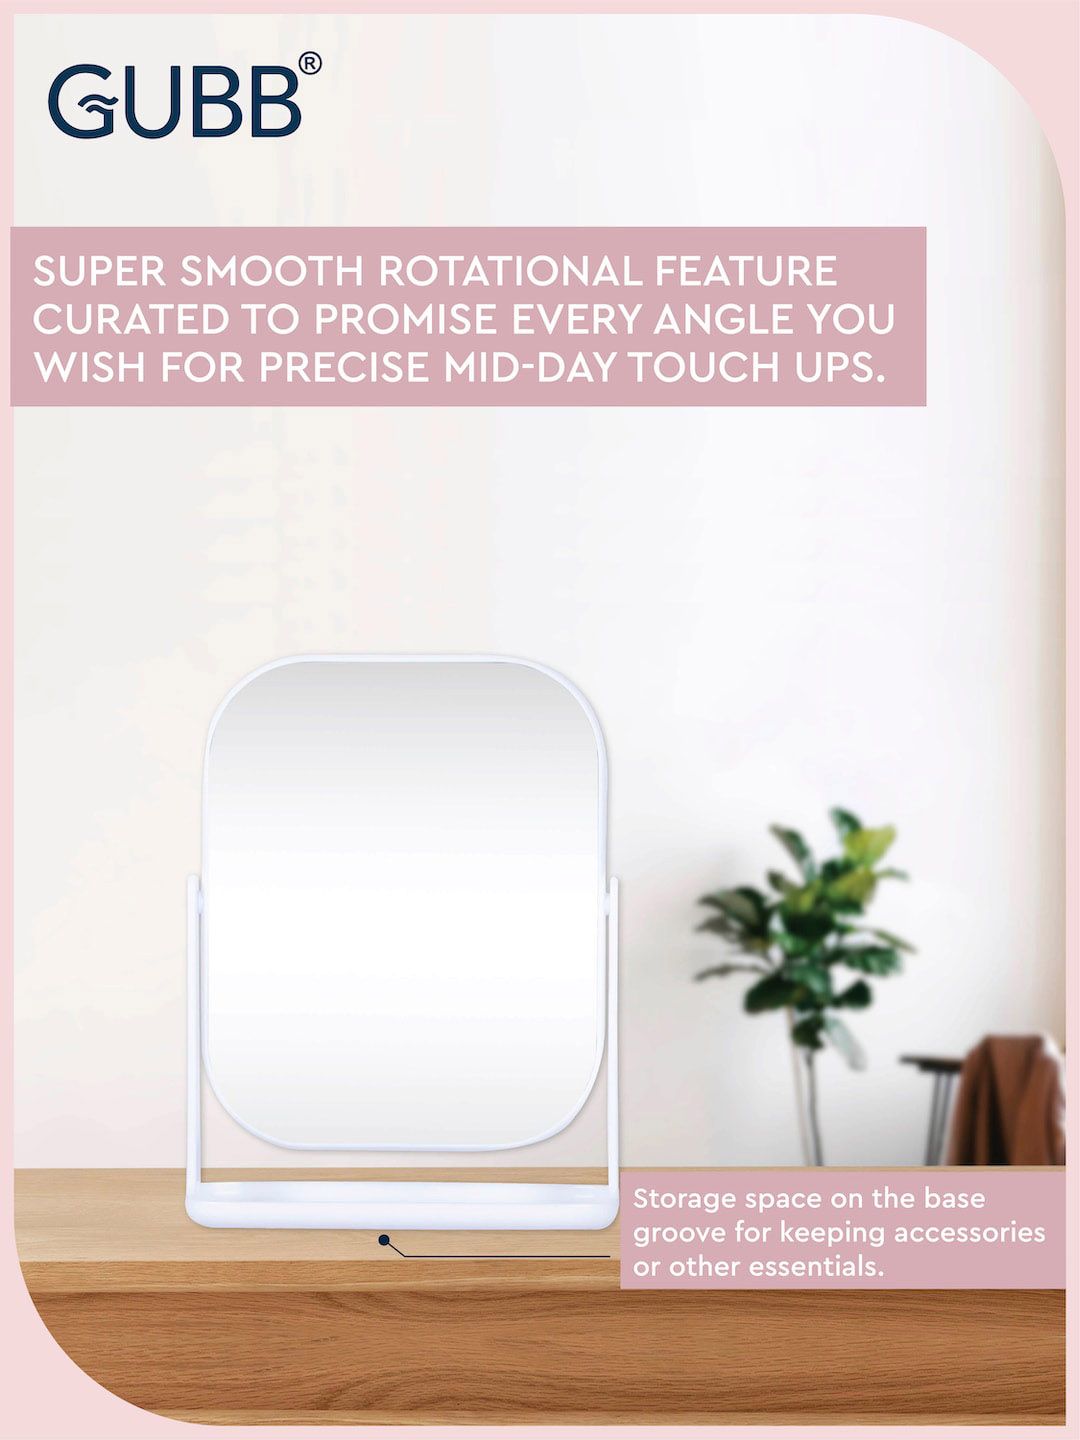 GUBB®
SUPER SMOOTH ROTATIONAL FEATURE
CURATED TO PROMISE EVERY ANGLE YOU
WISH FOR PRECISE MID-DAY TOUCH UPS.
Storage space on the base
groove for keeping accessories
or other essentials.